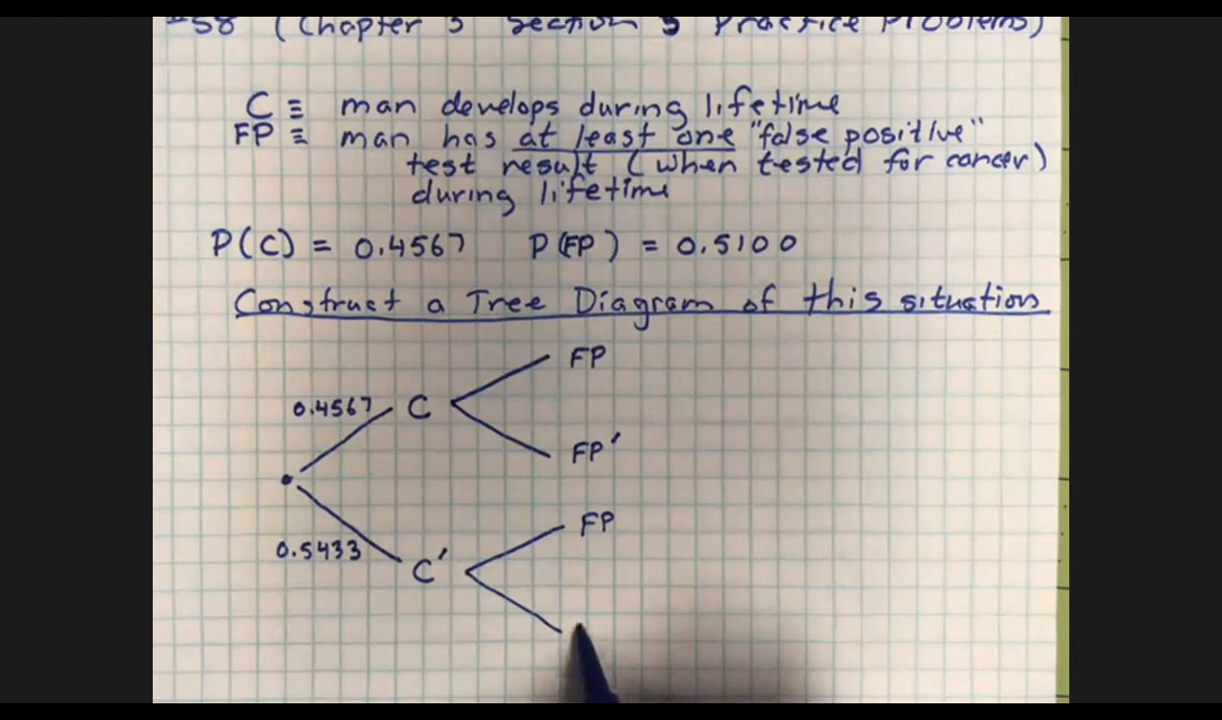 #58 (Chapter 3 Section 3 Practice Problems)
C ≡ man develops during lifetime
FP ≡ man has at least one "false positive"
test result (when tested for cancer)
during lifetime
P(C) = 0.4567 P(FP) = 0.5100
Construct a Tree Diagram of this situation
FP
0.4567 C
FP'
FP
0.5433
C'